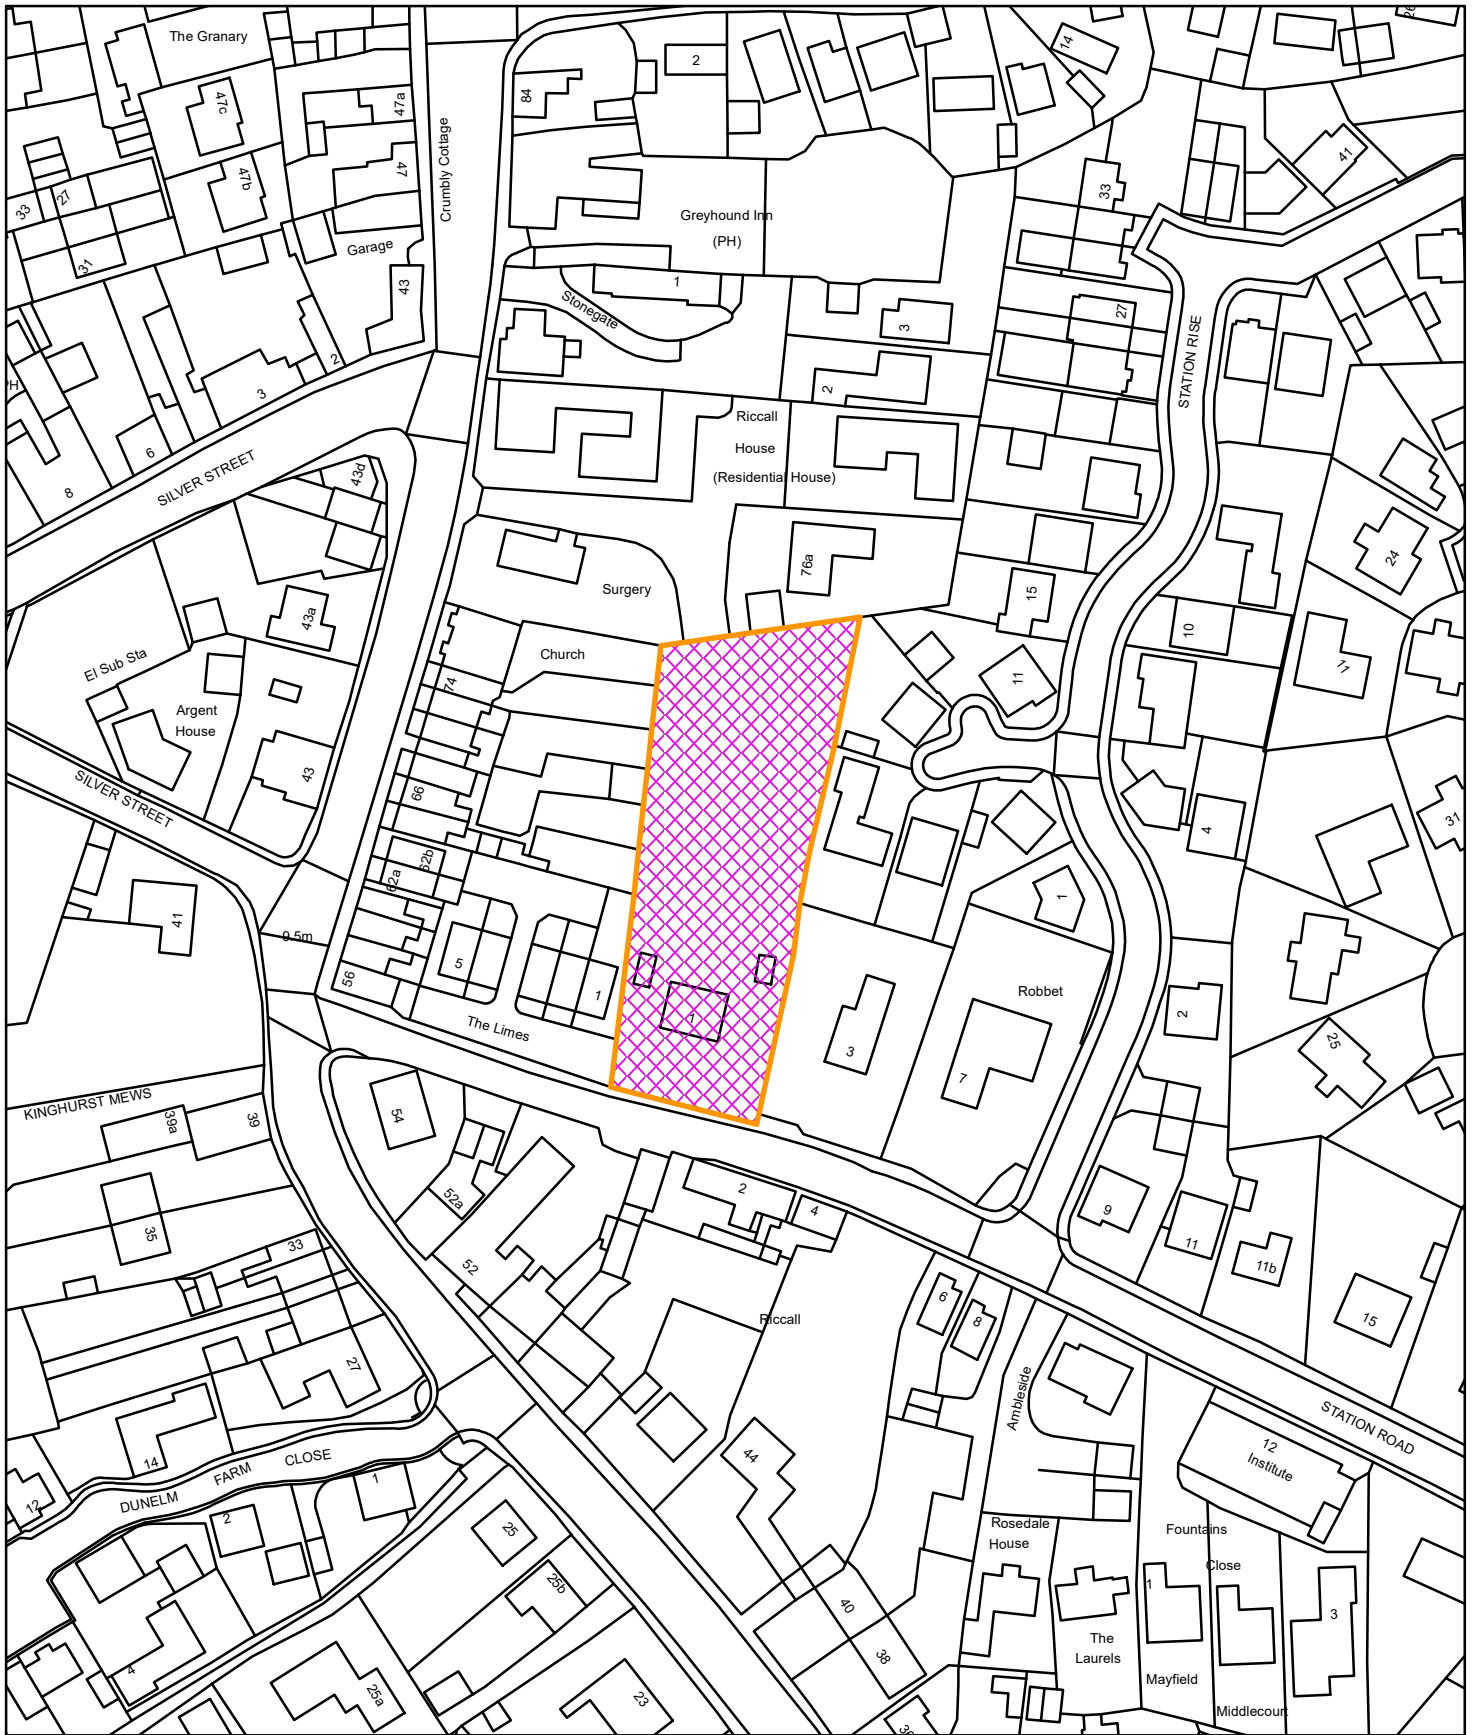 The Granary
47c
47a
84
2
14
26
Crumbly Cottage
47
41
47b
33
27
33
Greyhound Inn
(PH)
Garage
31
43
1
Stonegate
3
27
STATION RISE
2
3
PH
2
Riccall
House
(Residential House)
6
8
SILVER STREET
43d
24
76a
Surgery
15
43a
10
El Sub Sta
Church
11
11
74
Argent
House
43
66
SILVER STREET
4
31
62b
62a
1
41
9.5m
5
56
1
1
The Limes
Robbet
3
7
2
25
KINGHURST MEWS
39a
39
54
52a
2
4
9
35
33
11
11b
52
6
8
15
Riccall
27
Ambleside
STATION ROAD
12
Institute
14
DUNELM FARM CLOSE
1
44
12
2
25
Rosedale
House
Fountains
Close
25b
1
40
3
38
The
Laurels
4
25a
23
Mayfield
Middlecourt